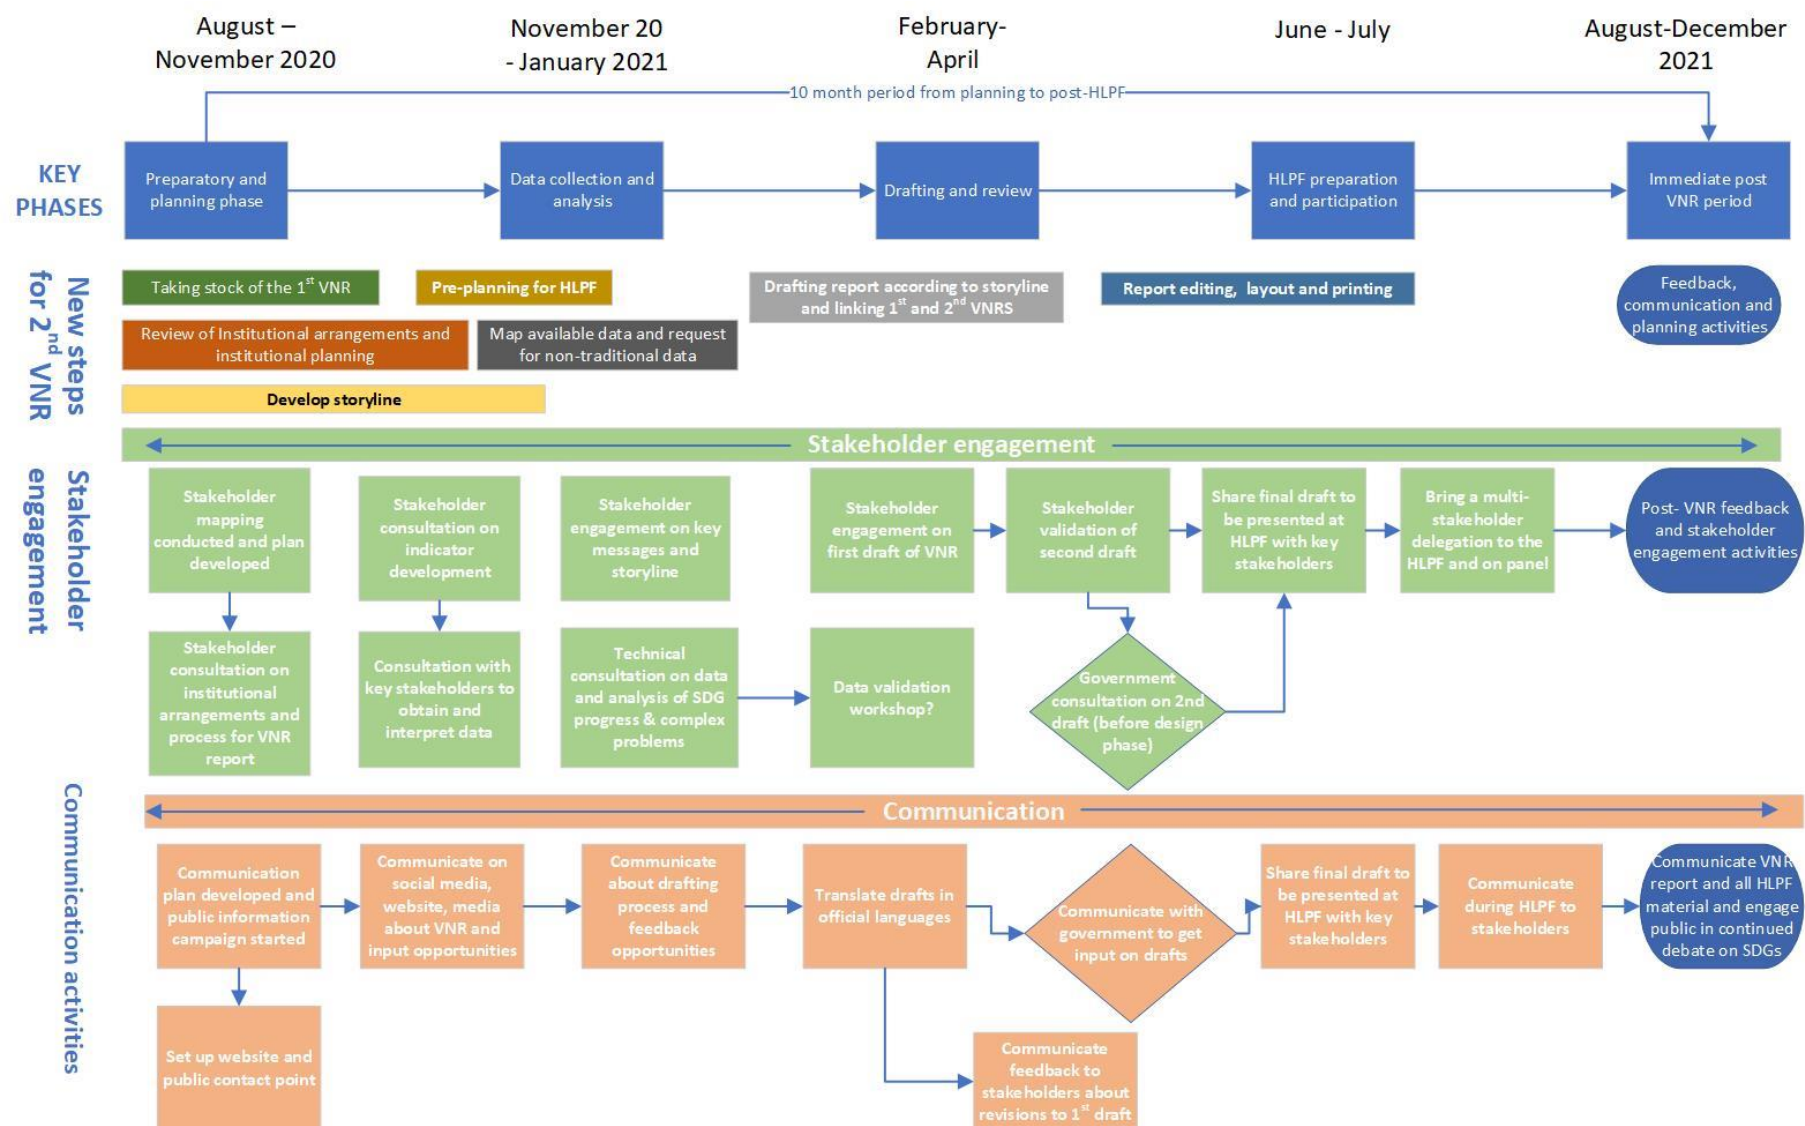 August –
November 2020
November 20
- January 2021
February-
April
June - July
August-December
2021
10 month period from planning to post-HLPF
KEY
PHASES
Preparatory and
planning phase
Data collection and
analysis
Drafting and review
HLPF preparation
and participation
Immediate post
VNR period
New steps
for 2nd VNR
Taking stock of the 1st VNR
Pre-planning for HLPF
Drafting report according to storyline
and linking 1st and 2nd VNRS
Report editing, layout and printing
Feedback,
communication and
planning activities
Review of Institutional arrangements and
institutional planning
Map available data and request
for non-traditional data
Develop storyline
Stakeholder engagement
Stakeholder
engagement
Stakeholder
mapping
conducted and plan
developed
Stakeholder
consultation on
indicator
development
Stakeholder
engagement on key
messages and
storyline
Stakeholder
engagement on
first draft of VNR
Stakeholder
validation of
second draft
Share final draft to
be presented at
HLPF with key
stakeholders
Bring a multi-
stakeholder
delegation to the
HLPF and on panel
Post- VNR feedback
and stakeholder
engagement activities
Stakeholder
consultation on
institutional
arrangements and
process for VNR
report
Consultation with
key stakeholders to
obtain and
interpret data
Technical
consultation on data
and analysis of SDG
progress & complex
problems
Data validation
workshop?
Government
consultation on 2nd
draft (before design
phase)
Communication
Communication activities
Communication
plan developed and
public information
campaign started
Communicate on
social media,
website, media
about VNR and
input opportunities
Communicate
about drafting
process and
feedback
opportunities
Translate drafts in
official languages
Communicate with
government to get
input on drafts
Share final draft to
be presented at
HLPF with key
stakeholders
Communicate
during HLPF to
stakeholders
Communicate VNR
report and all HLPF
material and engage
public in continued
debate on SDGs
Set up website and
public contact point
Communicate
feedback to
stakeholders about
revisions to 1st draft